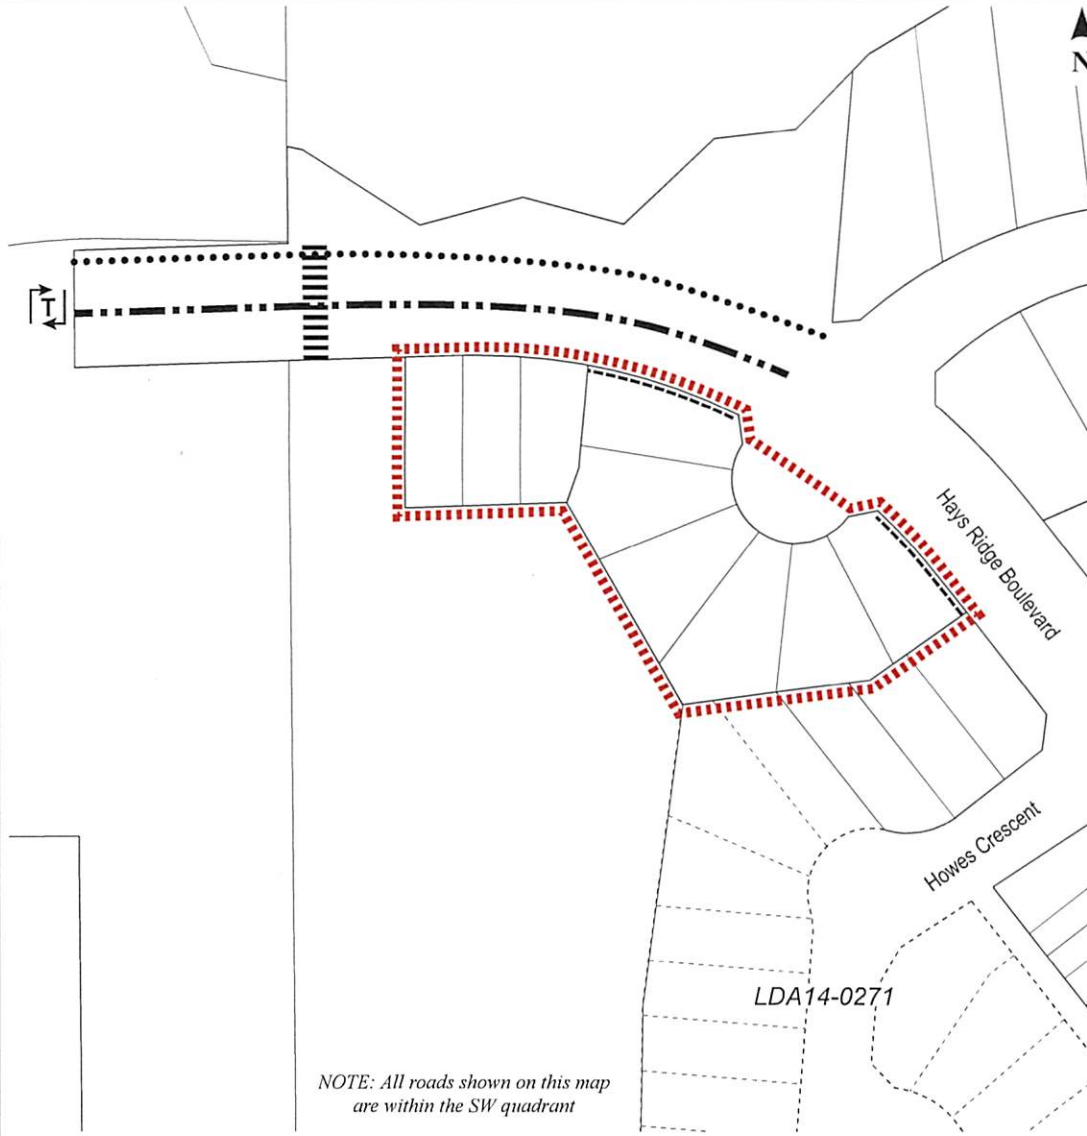 N
T
Hays Ridge Boulevard
Howes Crescent
LDA14-0271
NOTE: All roads shown on this map
are within the SW quadrant